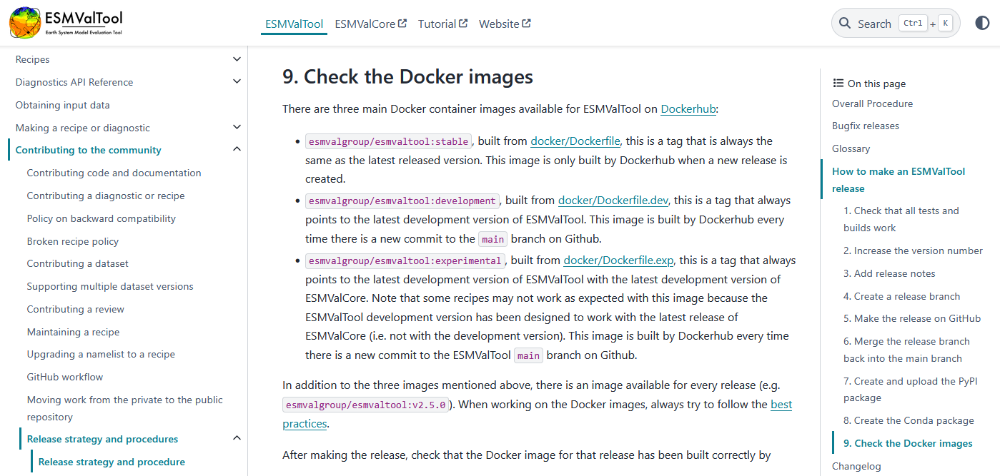 ESMValTool
Earth System Model Evaluation Tool
ESMValTool ESMValCore Tutorial Website
Search Ctrl + K
Recipes
Diagnostics API Reference
Obtaining input data
Making a recipe or diagnostic
Contributing to the community
Contributing code and documentation
Contributing a diagnostic or recipe
Policy on backward compatibility
Broken recipe policy
Contributing a dataset
Supporting multiple dataset versions
Contributing a review
Maintaining a recipe
Upgrading a namelist to a recipe
GitHub workflow
Moving work from the private to the public
repository
Release strategy and procedures
Release strategy and procedure
9. Check the Docker images
There are three main Docker container images available for ESMValTool on Dockerhub:
• esmvalgroup/esmvaltool:stable, built from docker/Dockerfile, this is a tag that is always the
same as the latest released version. This image is only built by Dockerhub when a new release is
created.
• esmvalgroup/esmvaltool:development, built from docker/Dockerfile.dev, this is a tag that always
points to the latest development version of ESMValTool. This image is built by Dockerhub every
time there is a new commit to the main branch on Github.
• esmvalgroup/esmvaltool:experimental, built from docker/Dockerfile.exp, this is a tag that always
points to the latest development version of ESMValTool with the latest development version of
ESMValCore. Note that some recipes may not work as expected with this image because the
ESMValTool development version has been designed to work with the latest release of
ESMValCore (i.e. not with the development version). This image is built by Dockerhub every time
there is a new commit to the ESMValTool main branch on Github.
In addition to the three images mentioned above, there is an image available for every release (e.g.
esmvalgroup/esmvaltool:v2.5.0). When working on the Docker images, always try to follow the best
practices.
After making the release, check that the Docker image for that release has been built correctly by
On this page
Overall Procedure
Bugfix releases
Glossary
How to make an ESMValTool
release
1. Check that all tests and
builds work
2. Increase the version number
3. Add release notes
4. Create a release branch
5. Make the release on GitHub
6. Merge the release branch
back into the main branch
7. Create and upload the PyPI
package
8. Create the Conda package
9. Check the Docker images
Changelog